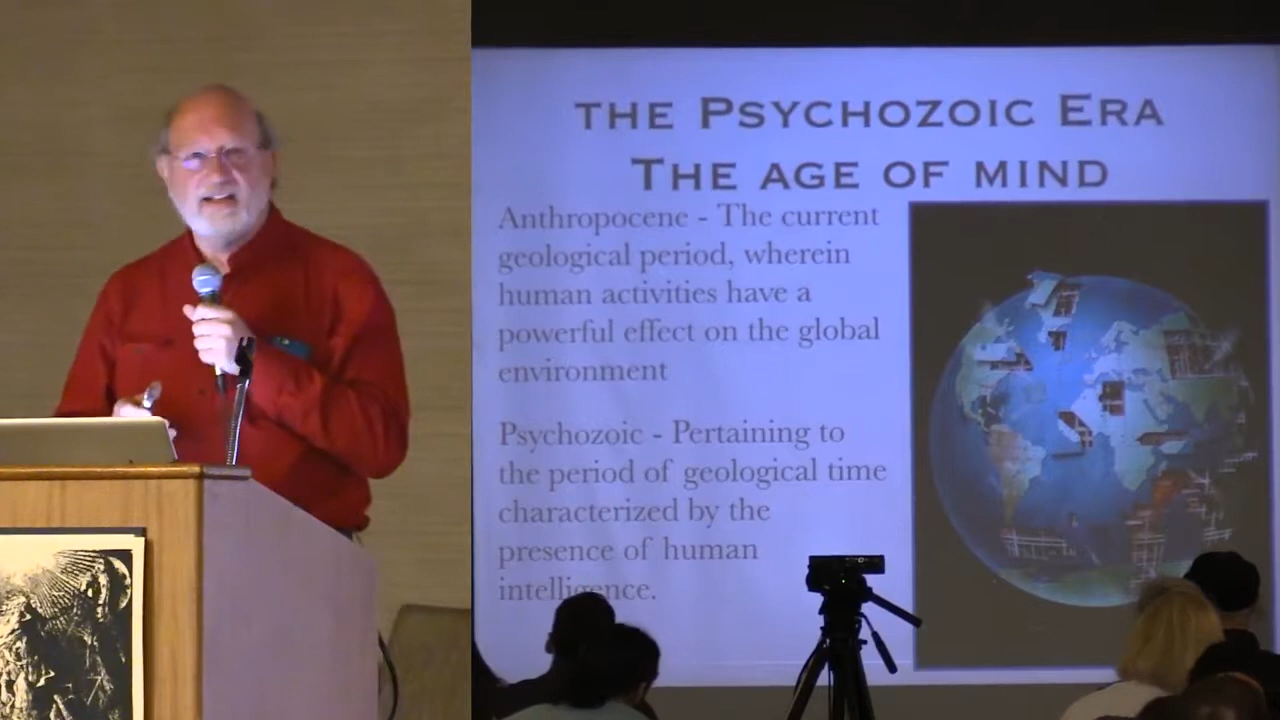 THE PSYCHOZOIC ERA
THE AGE OF MIND
Anthropocene - The current
geological period, wherein
human activities have a
powerful effect on the global
environment
Psychozoic - Pertaining to
the period of geological time
characterized by the
presence of human
intelligence.